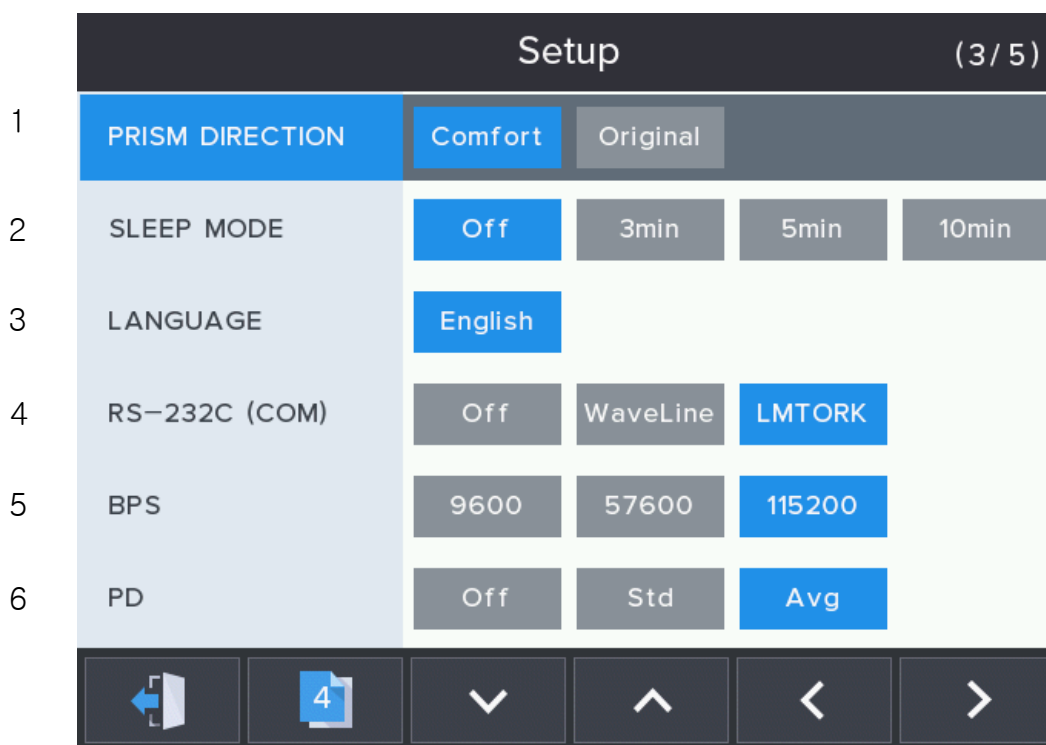 Setup (3/5)
1 PRISM DIRECTION Comfort Original
2 SLEEP MODE Off 3min 5min 10min
3 LANGUAGE English
4 RS-232C (COM) Off WaveLine LMTORK
5 BPS 9600 57600 115200
6 PD Off Std Avg
4